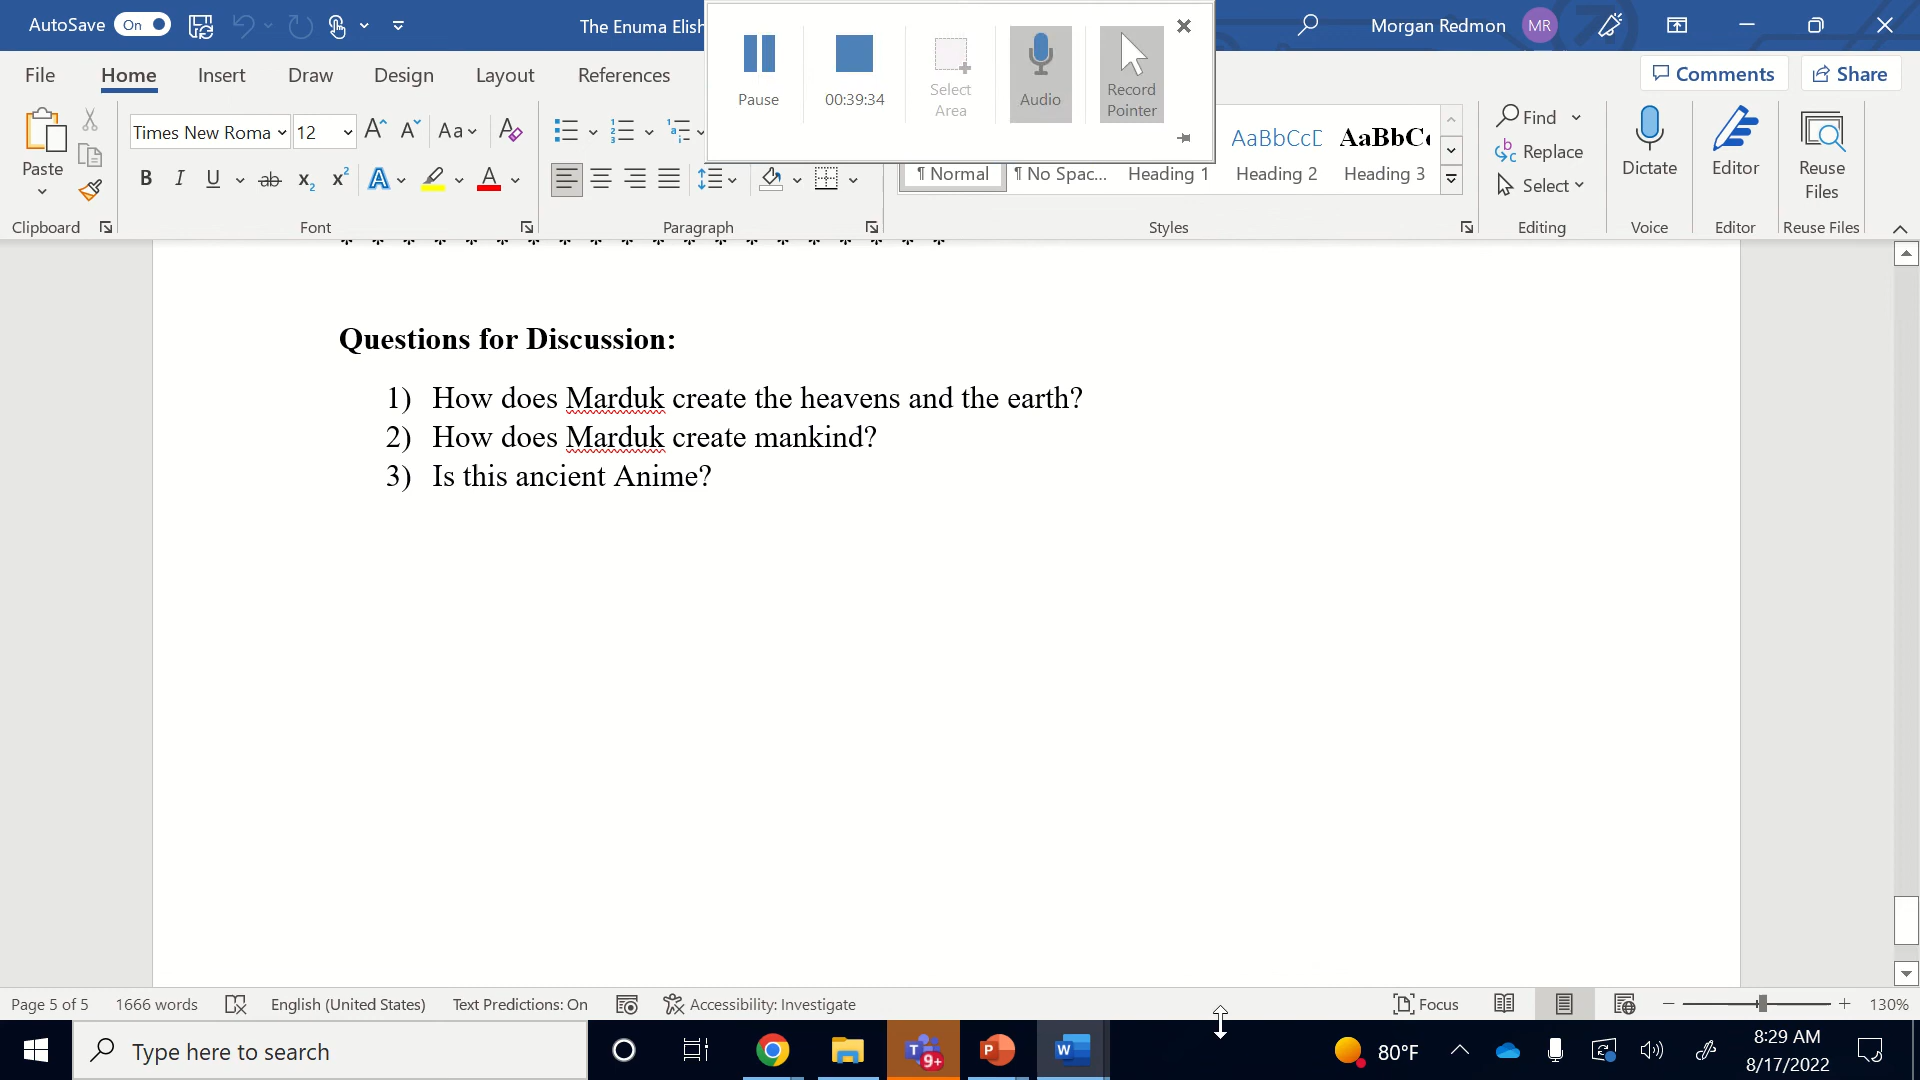 AutoSave On The Enuma Elish Morgan Redmon MR
Pause 00:39:34 Select Area Audio Record Pointer
File Home Insert Draw Design Layout References Comments Share
Paste Times New Roma 12 Aa AaBbCcD AaBbCc Find Replace Select Dictate Editor Reuse Files
B I U ab x₂ x² A A ¶ Normal ¶ No Spac... Heading 1 Heading 2 Heading 3
Clipboard Font Paragraph Styles Editing Voice Editor Reuse Files
* * * * * * * * * * * * * * * * * * * *
Questions for Discussion:
1) How does Marduk create the heavens and the earth?
2) How does Marduk create mankind?
3) Is this ancient Anime?
Page 5 of 5 1666 words English (United States) Text Predictions: On Accessibility: Investigate Focus 130%
Type here to search 9+ 80°F 8:29 AM
8/17/2022